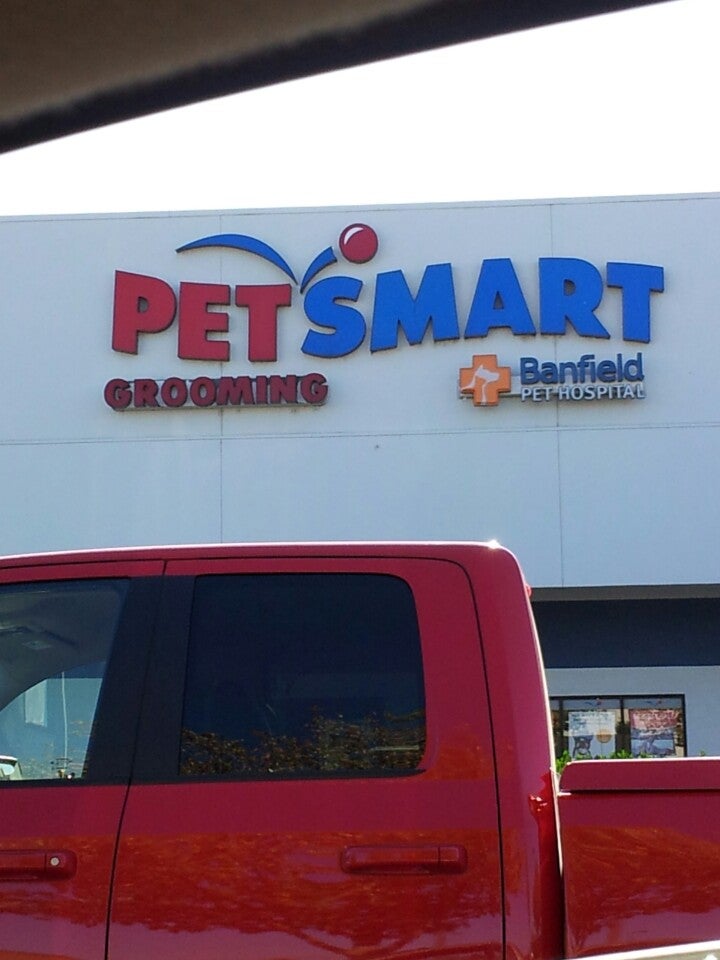 PETSMART
GROOMING
Banfield
PET HOSPITAL